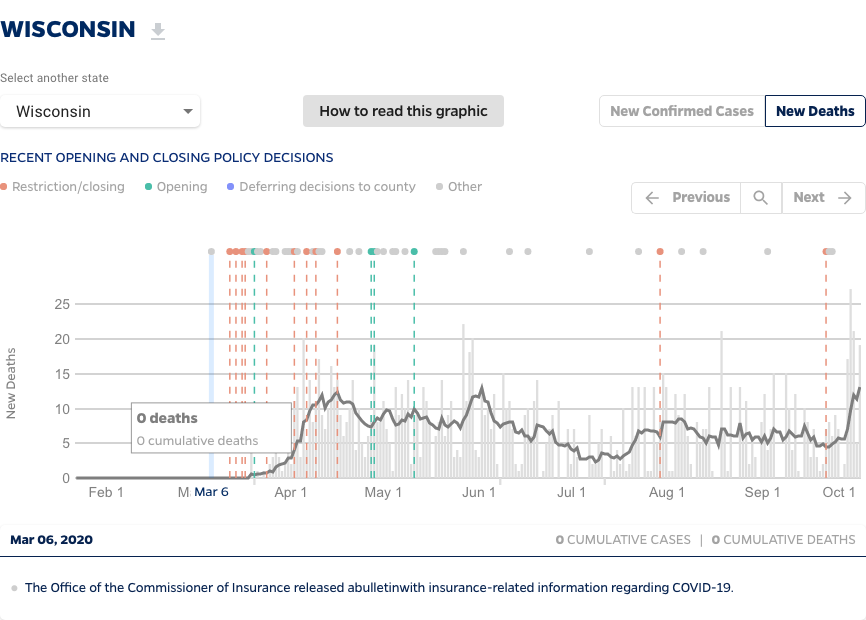 WISCONSIN
Select another state
Wisconsin
How to read this graphic
New Confirmed Cases
New Deaths
RECENT OPENING AND CLOSING POLICY DECISIONS
Restriction/closing
Opening
Deferring decisions to county
Other
Previous
Next
New Deaths
25
20
15
10
5
0
0 deaths
0 cumulative deaths
Feb 1
M
Mar 6
Apr 1
May 1
Jun 1
Jul 1
Aug 1
Sep 1
Oct 1
Mar 06, 2020
0 CUMULATIVE CASES | 0 CUMULATIVE DEATHS
The Office of the Commissioner of Insurance released abulletinwith insurance-related information regarding COVID-19.